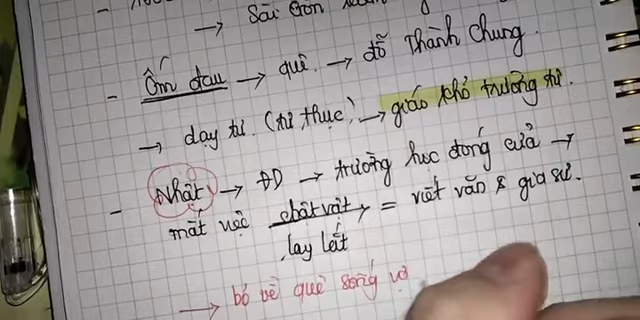 → Sài Gòn
- Ốm đau → quê. → đỗ Thành Chung.
→ dạy tư. (tư thục) → giáo khổ trường tư.
- Nhật → ĐD → trường học đóng cửa →
mất việc chật vật, = viết văn & gia sư.
lay lắt
→ bỏ về quê sống vợ